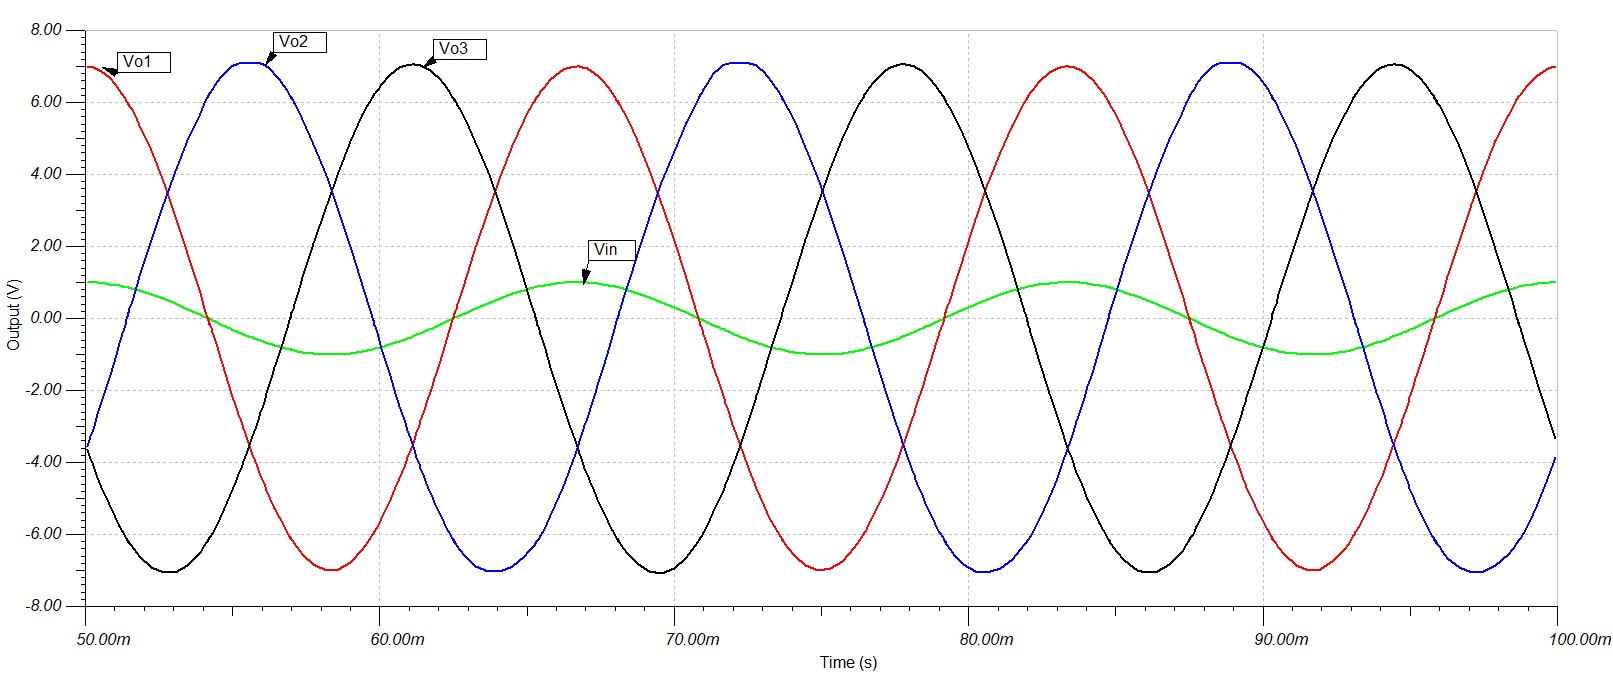 8.00
Vo1
Vo2
Vo3
6.00
4.00
2.00
Vin
Output (V)
0.00
-2.00
-4.00
-6.00
-8.00
50.00m
60.00m
70.00m
80.00m
90.00m
100.00m
Time (s)